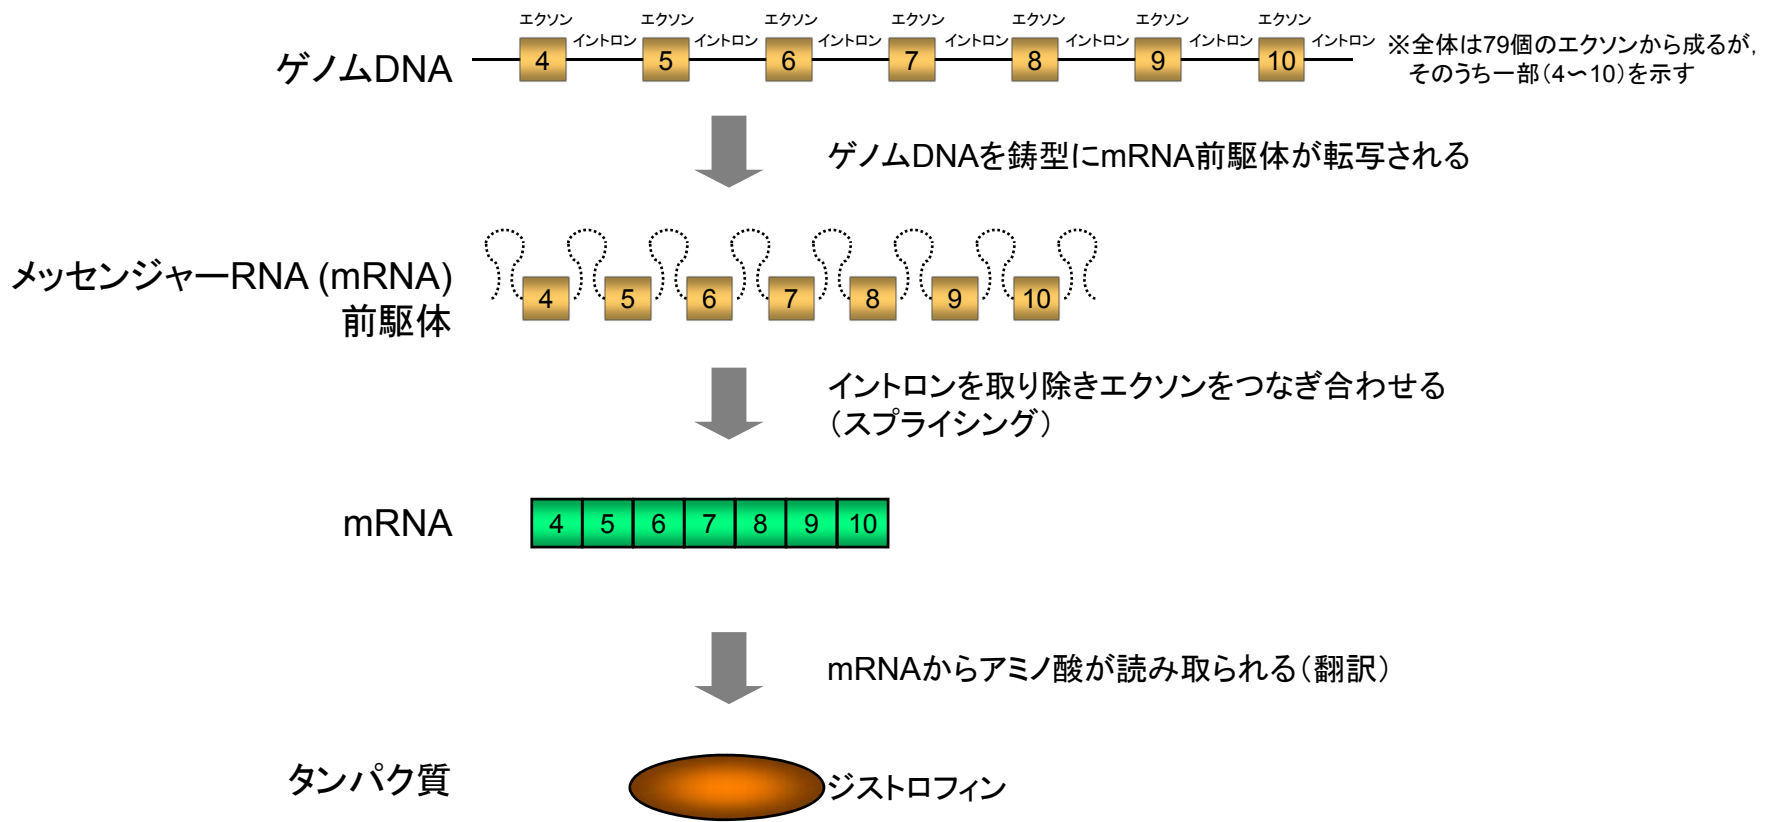 エクソン エクソン エクソン エクソン エクソン エクソン エクソン
イントロン イントロン イントロン イントロン イントロン イントロン イントロン
ゲノムDNA 4 5 6 7 8 9 10
※全体は79個のエクソンから成るが,
そのうち一部(4〜10)を示す
ゲノムDNAを鋳型にmRNA前駆体が転写される
メッセンジャーRNA (mRNA)
前駆体
4 5 6 7 8 9 10
イントロンを取り除きエクソンをつなぎ合わせる
(スプライシング)
mRNA 4 5 6 7 8 9 10
mRNAからアミノ酸が読み取られる(翻訳)
タンパク質 ジストロフィン